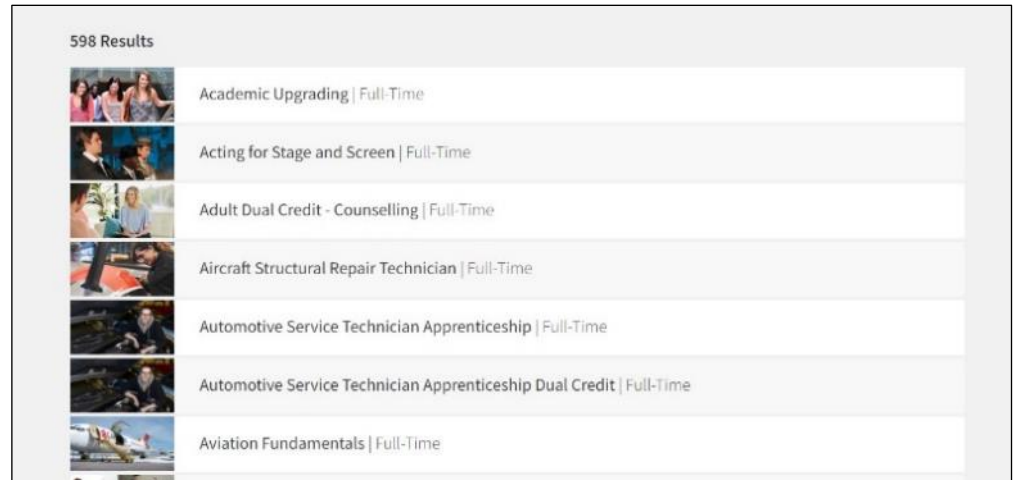 598 Results
Academic Upgrading | Full-Time
Acting for Stage and Screen | Full-Time
Adult Dual Credit - Counselling | Full-Time
Aircraft Structural Repair Technician | Full-Time
Automotive Service Technician Apprenticeship | Full-Time
Automotive Service Technician Apprenticeship Dual Credit | Full-Time
Aviation Fundamentals | Full-Time